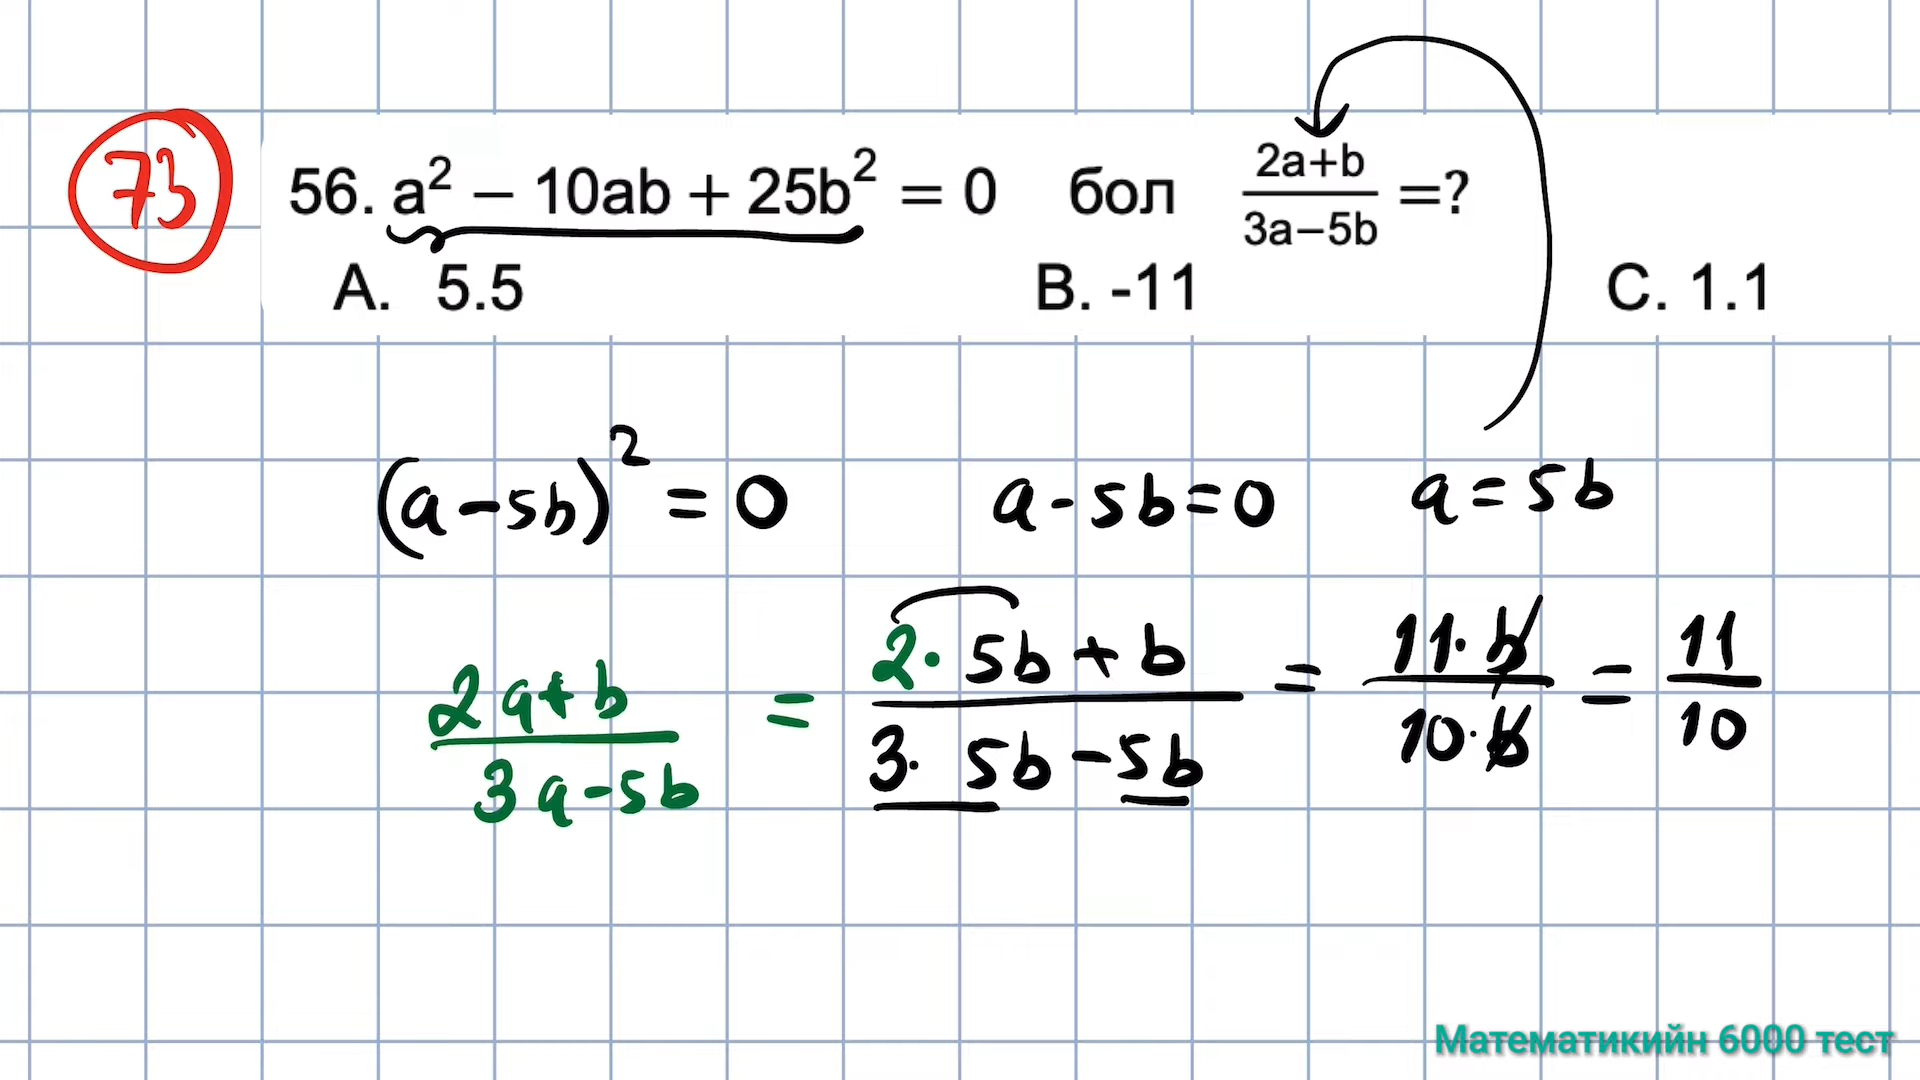 73
56. a² − 10ab + 25b² = 0 бол (2a+b)/(3a−5b) =?
A. 5.5 B. -11 C. 1.1
(a-5b)² = 0 a-5b=0 a=5b
(2a+b)/(3a-5b) = (2·5b+b)/(3·5b-5b) = (11·b)/(10·b) = 11/10
Математикийн 6000 тест